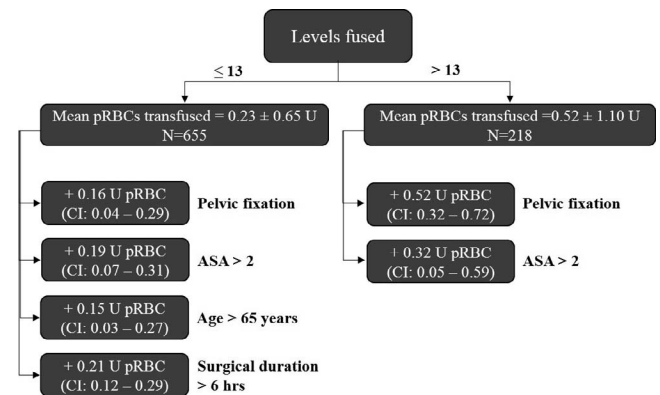 Levels fused
≤ 13
> 13
Mean pRBCs transfused = 0.23 ± 0.65 U
N=655
Mean pRBCs transfused =0.52 ± 1.10 U
N=218
+ 0.16 U pRBC
(CI: 0.04 – 0.29)
Pelvic fixation
+ 0.19 U pRBC
(CI: 0.07 – 0.31)
ASA > 2
+ 0.15 U pRBC
(CI: 0.03 – 0.27)
Age > 65 years
+ 0.21 U pRBC
(CI: 0.12 – 0.29)
Surgical duration
> 6 hrs
+ 0.52 U pRBC
(CI: 0.32 – 0.72)
Pelvic fixation
+ 0.32 U pRBC
(CI: 0.05 – 0.59)
ASA > 2